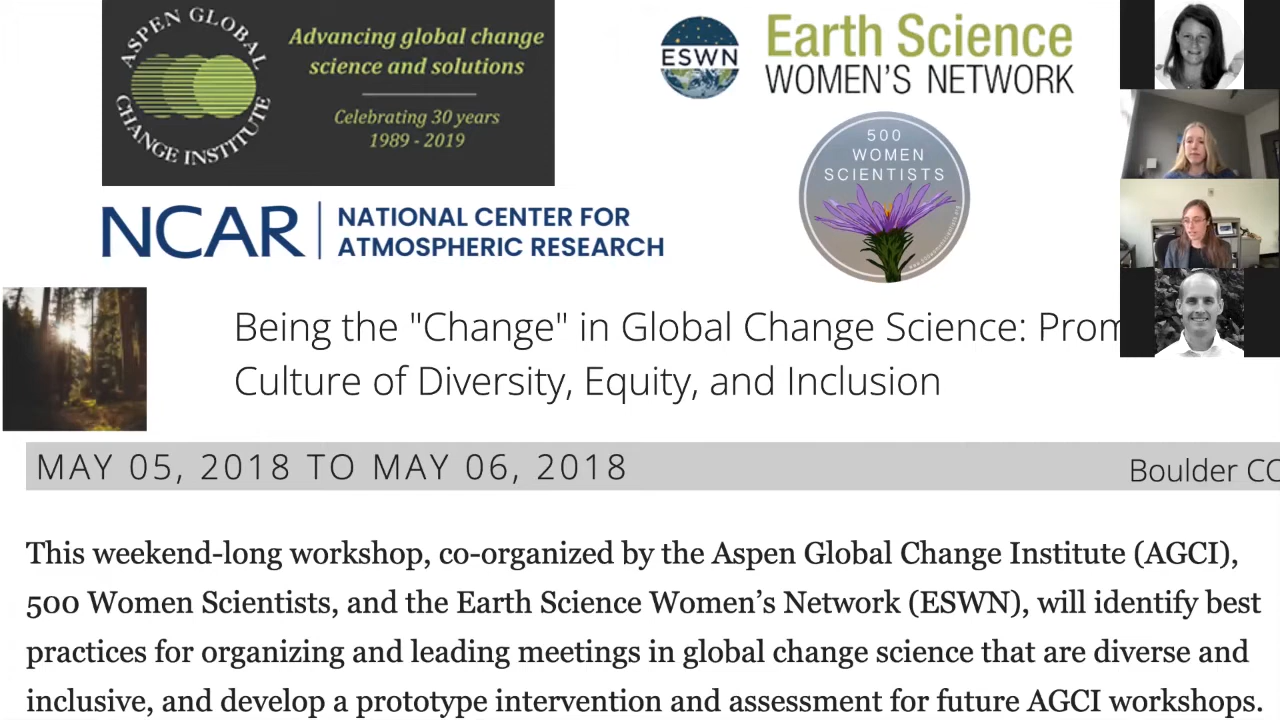 ASPEN GLOBAL
CHANGE INSTITUTE
Advancing global change
science and solutions
Celebrating 30 years
1989 - 2019
ESWN
Earth Science
WOMEN'S NETWORK
500
WOMEN
SCIENTISTS
NCAR
NATIONAL CENTER FOR
ATMOSPHERIC RESEARCH
Being the "Change" in Global Change Science: Prom
Culture of Diversity, Equity, and Inclusion
MAY 05, 2018 TO MAY 06, 2018
Boulder CO
This weekend-long workshop, co-organized by the Aspen Global Change Institute (AGCI),
500 Women Scientists, and the Earth Science Women’s Network (ESWN), will identify best
practices for organizing and leading meetings in global change science that are diverse and
inclusive, and develop a prototype intervention and assessment for future AGCI workshops.